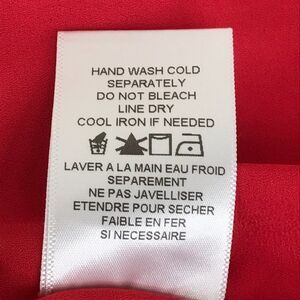 HAND WASH COLD
SEPARATELY
DO NOT BLEACH
LINE DRY
COOL IRON IF NEEDED
LAVER A LA MAIN EAU FROID
SEPAREMENT
NE PAS JAVELLISER
ETENDRE POUR SECHER
FAIBLE EN FER
SI NECESSAIRE